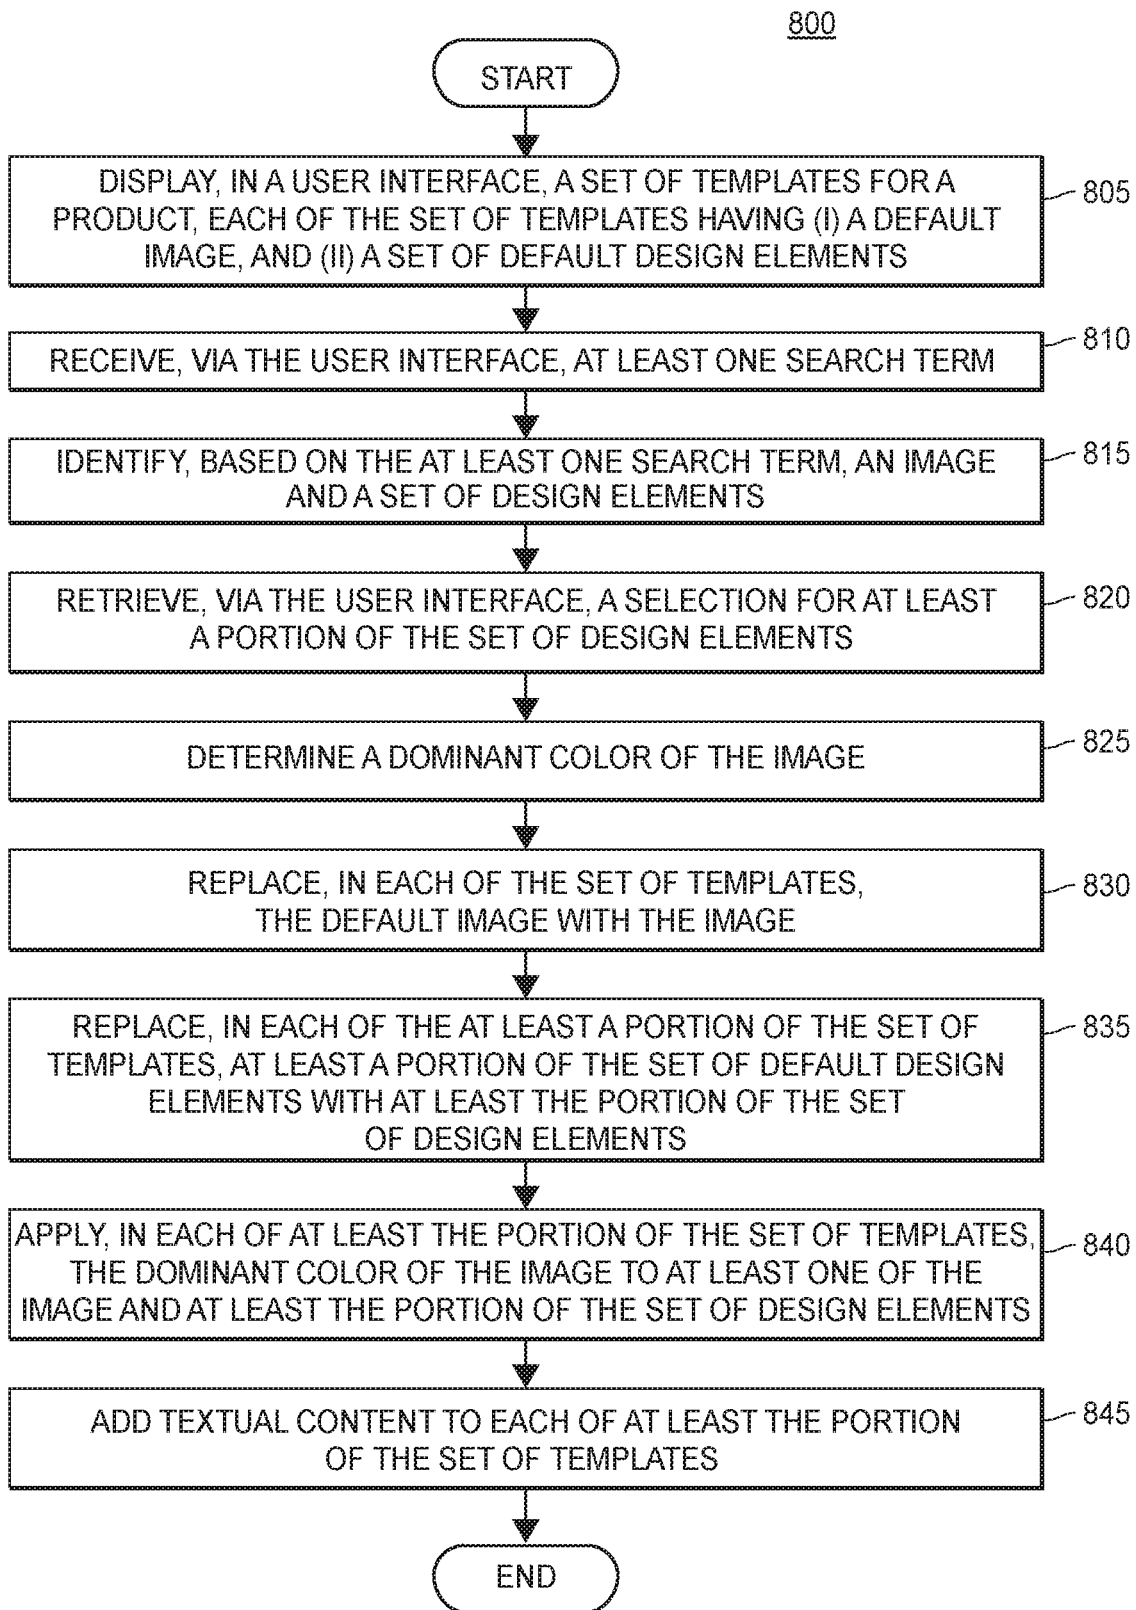 800
START
DISPLAY, IN A USER INTERFACE, A SET OF TEMPLATES FOR A
PRODUCT, EACH OF THE SET OF TEMPLATES HAVING (I) A DEFAULT
IMAGE, AND (II) A SET OF DEFAULT DESIGN ELEMENTS
805
RECEIVE, VIA THE USER INTERFACE, AT LEAST ONE SEARCH TERM
810
IDENTIFY, BASED ON THE AT LEAST ONE SEARCH TERM, AN IMAGE
AND A SET OF DESIGN ELEMENTS
815
RETRIEVE, VIA THE USER INTERFACE, A SELECTION FOR AT LEAST
A PORTION OF THE SET OF DESIGN ELEMENTS
820
DETERMINE A DOMINANT COLOR OF THE IMAGE
825
REPLACE, IN EACH OF THE SET OF TEMPLATES,
THE DEFAULT IMAGE WITH THE IMAGE
830
REPLACE, IN EACH OF THE AT LEAST A PORTION OF THE SET OF
TEMPLATES, AT LEAST A PORTION OF THE SET OF DEFAULT DESIGN
ELEMENTS WITH AT LEAST THE PORTION OF THE SET
OF DESIGN ELEMENTS
835
APPLY, IN EACH OF AT LEAST THE PORTION OF THE SET OF TEMPLATES,
THE DOMINANT COLOR OF THE IMAGE TO AT LEAST ONE OF THE
IMAGE AND AT LEAST THE PORTION OF THE SET OF DESIGN ELEMENTS
840
ADD TEXTUAL CONTENT TO EACH OF AT LEAST THE PORTION
OF THE SET OF TEMPLATES
845
END